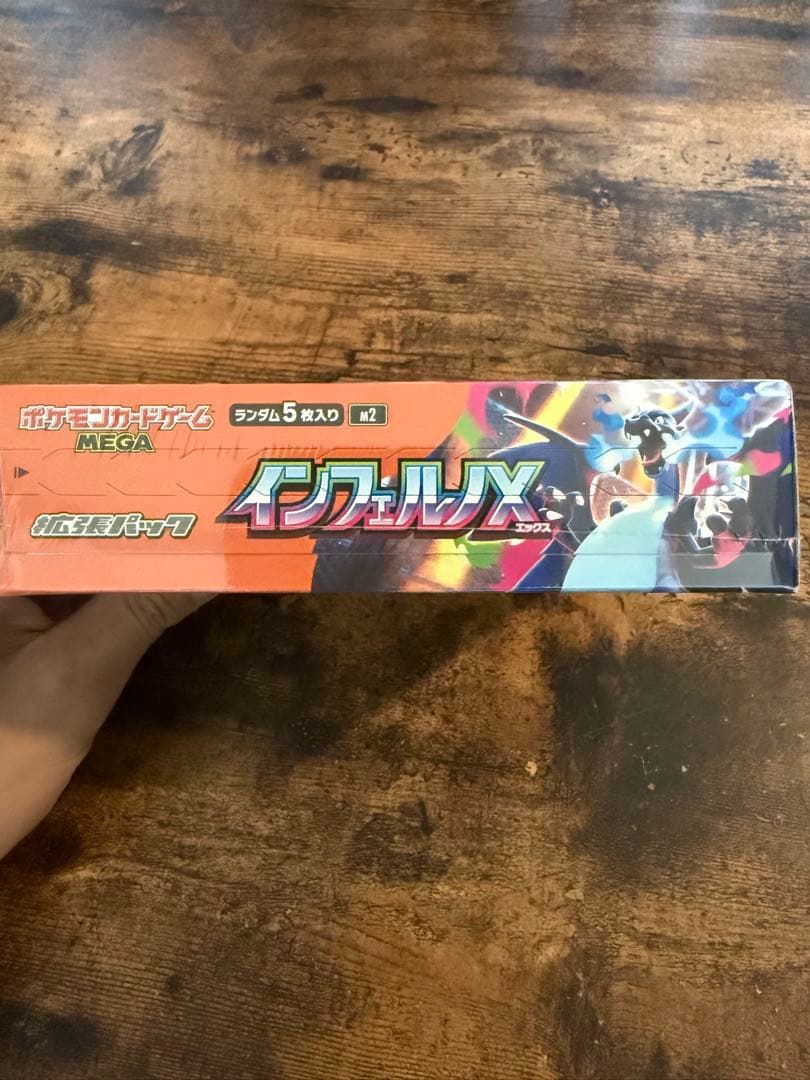 ポケモンカードゲーム
MEGA
ランダム5枚入り
M2
拡張パック
インフェルノX
エックス